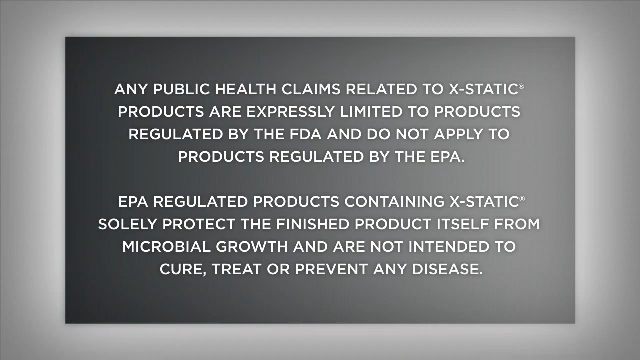 ANY PUBLIC HEALTH CLAIMS RELATED TO X-STATIC®
PRODUCTS ARE EXPRESSLY LIMITED TO PRODUCTS
REGULATED BY THE FDA AND DO NOT APPLY TO
PRODUCTS REGULATED BY THE EPA.
EPA REGULATED PRODUCTS CONTAINING X-STATIC®
SOLELY PROTECT THE FINISHED PRODUCT ITSELF FROM
MICROBIAL GROWTH AND ARE NOT INTENDED TO
CURE, TREAT OR PREVENT ANY DISEASE.